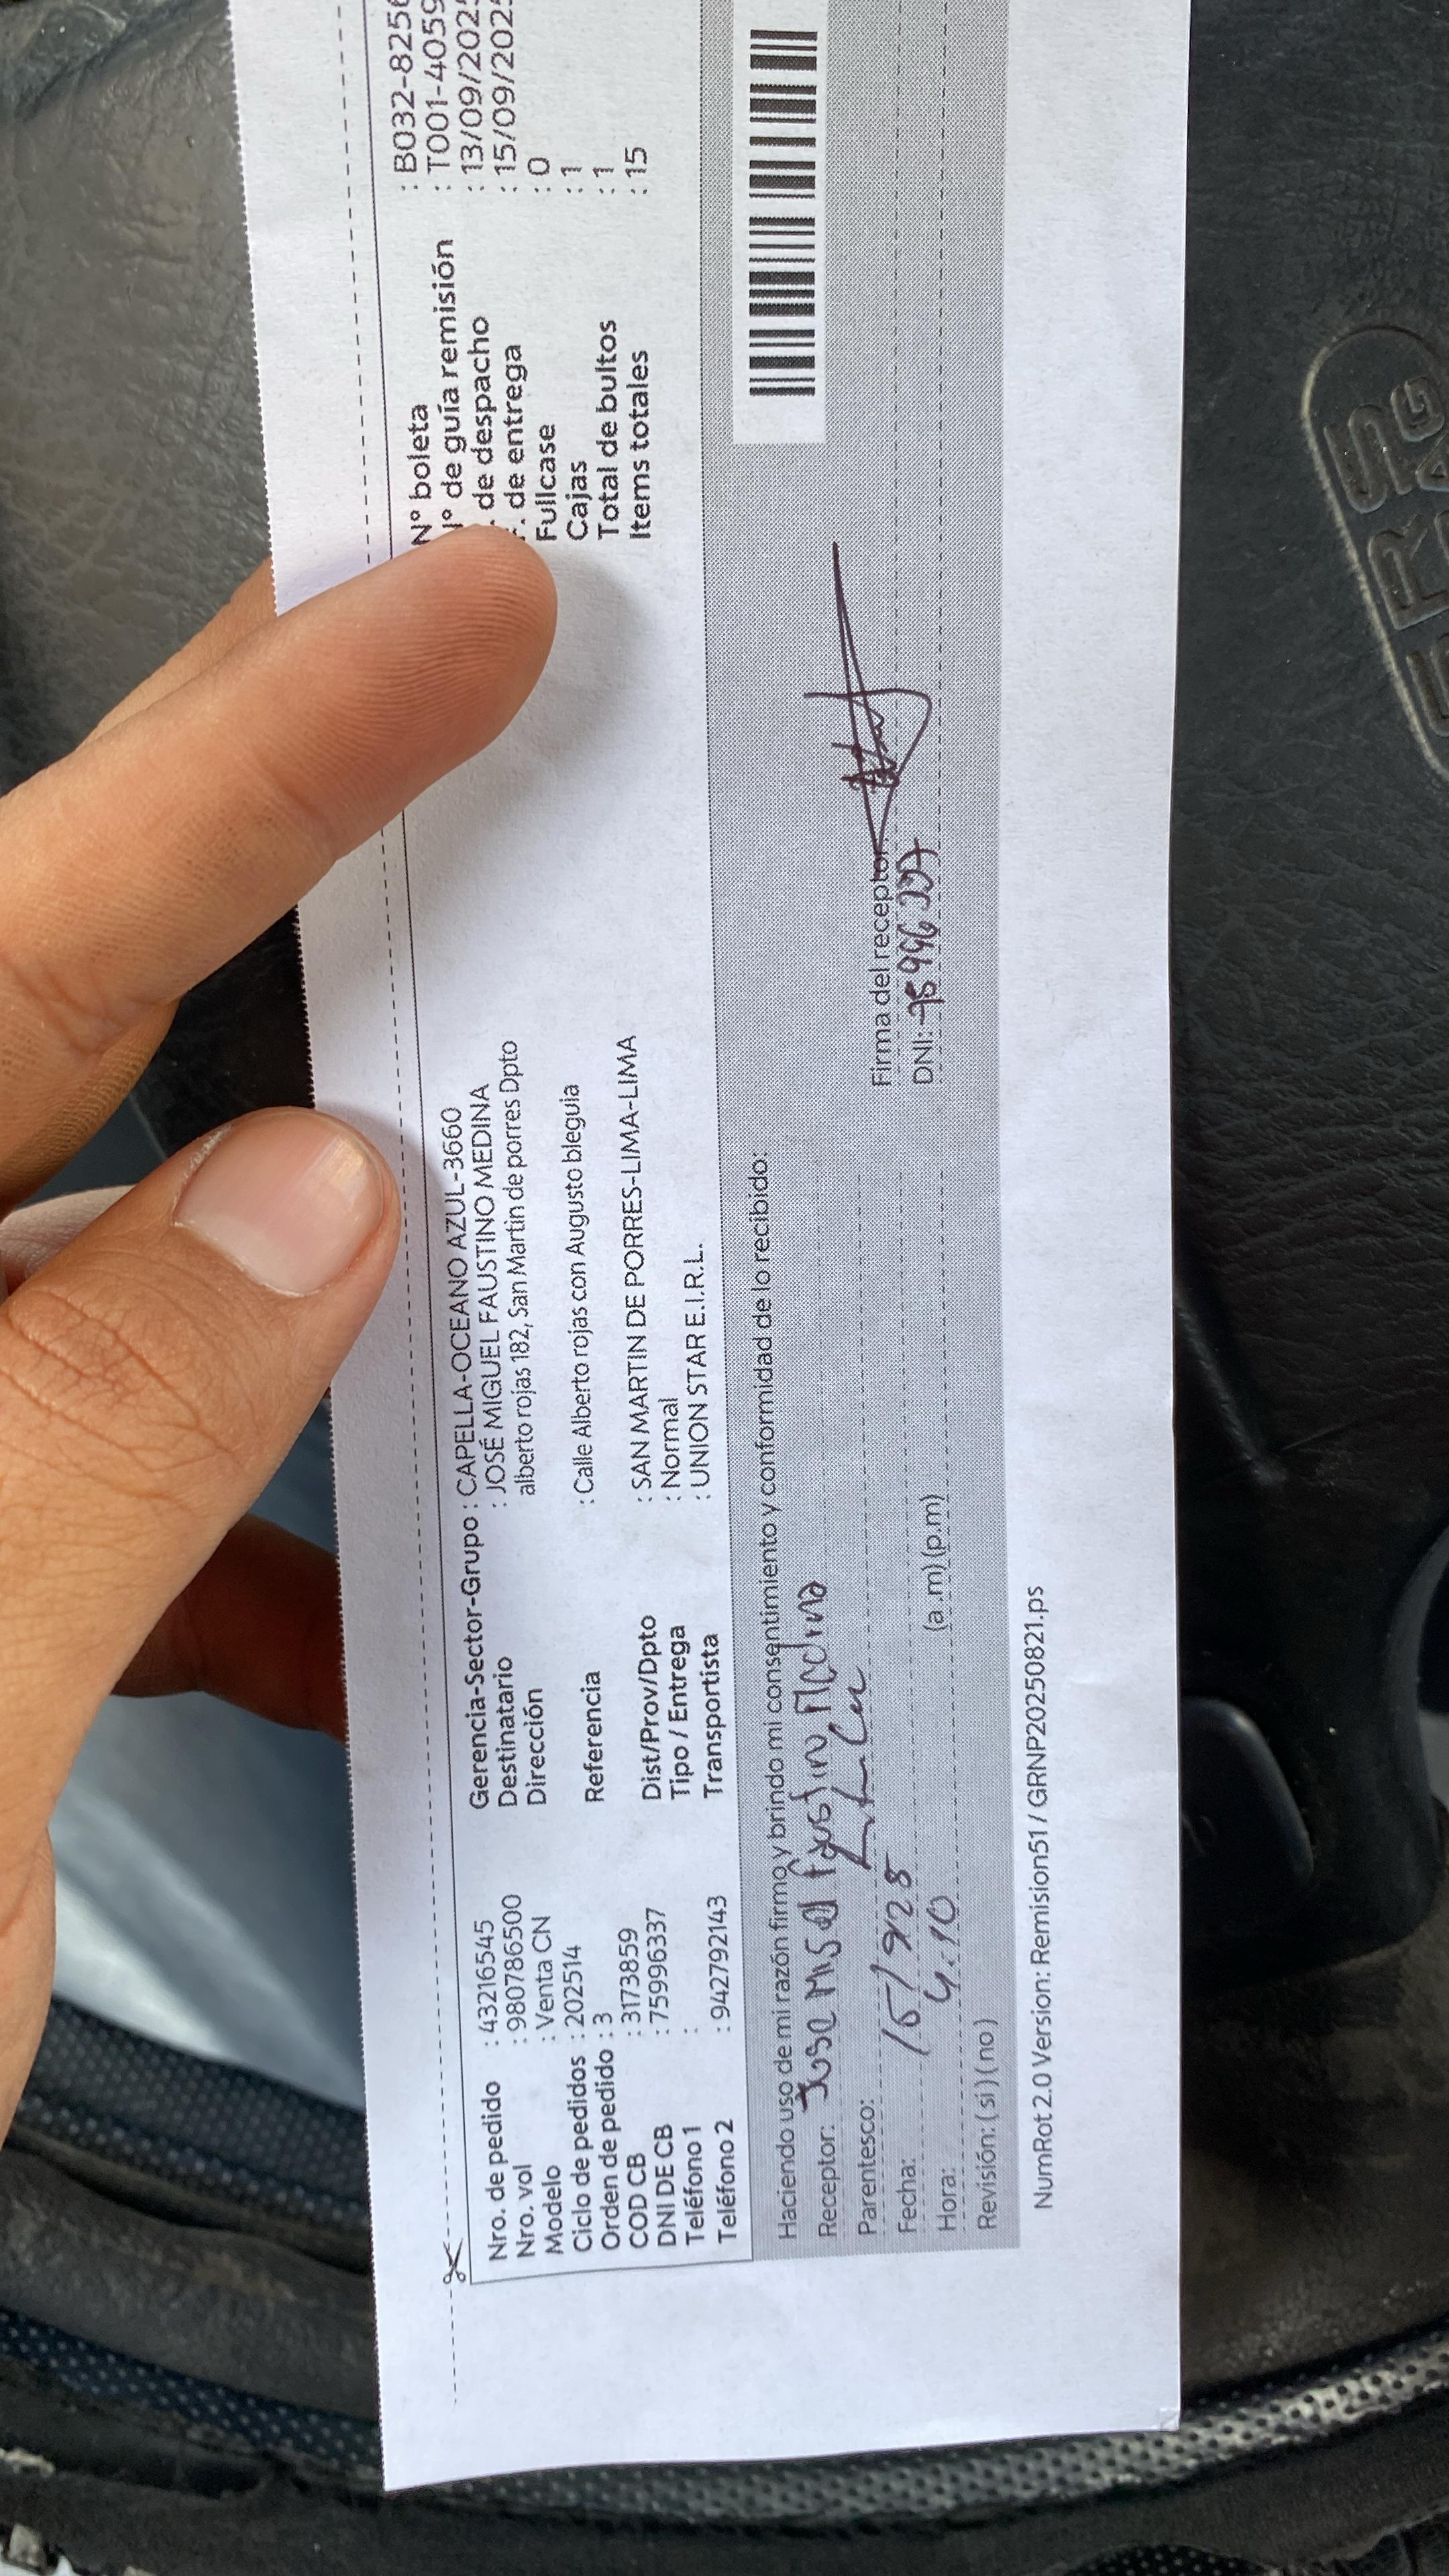 Nro. de pedido : 43216545
Nro. vol : 980786500
Modelo : Venta CN
Ciclo de pedidos : 202514
Orden de pedido : 3
COD CB : 3173859
DNI DE CB : 75996337
Teléfono 1 :
Teléfono 2 : 942792143
Gerencia-Sector-Grupo : CAPELLA-OCEANO AZUL-3660
Destinatario : JOSÉ MIGUEL FAUSTINO MEDINA
Dirección alberto rojas 182, San Martin de porres Dpto
Referencia : Calle Alberto rojas con Augusto bleguia
Dist/Prov/Dpto : SAN MARTIN DE PORRES-LIMA-LIMA
Tipo / Entrega : Normal
Transportista : UNION STAR E.I.R.L.
N° boleta : B032-8256
N° de guía remisión : T001-4059
. de despacho : 13/09/202
. de entrega : 15/09/202
Fullcase : 0
Cajas : 1
Total de bultos : 1
Items totales : 15
Haciendo uso de mi razón firmo y brindo mi consentimiento y conformidad de lo recibido:
Receptor: Jose Miguel faustino Medina
Parentesco:
Fecha: 15/925
Hora: 4:10 (a.m) (p.m)
Revisión: ( si ) ( no )
Firma del receptor:
DNI:
NumRot 2.0 Version: Remision51 / GRNP20250821.ps